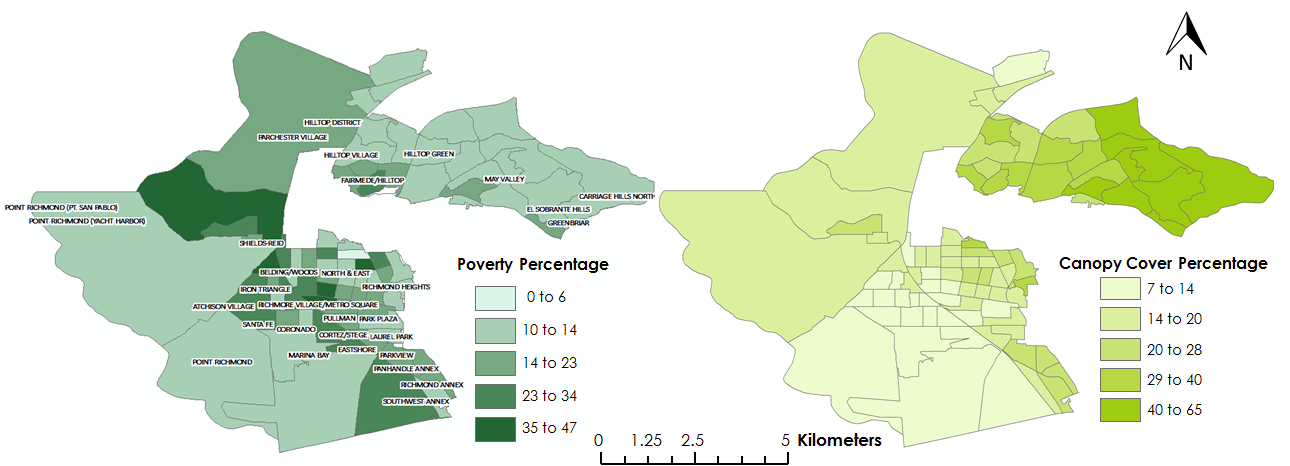 N
HILLTOP DISTRICT
PARCHESTER VILLAGE
HILLTOP VILLAGE
HILLTOP GREEN
FAIRMEDE/HILLTOP
MAY VALLEY
CARRIAGE HILLS NORTH
POINT RICHMOND (PT. SAN PABLO)
EL SOBRANTE HILLS
POINT RICHMOND (YACHT HARBOR)
GREENBRIAR
SHIELDS-REID
Poverty Percentage
Canopy Cover Percentage
BELDING/WOODS
NORTH & EAST
IRON TRIANGLE
RICHMOND HEIGHTS
0 to 6
7 to 14
ATCHISON VILLAGE
RICHMORE VILLAGE/METRO SQUARE
PULLMAN
PARK PLAZA
14 to 20
SANTA FE
CORONADO
10 to 14
CORTEZ/STEGE
LAUREL PARK
EASTSHORE
20 to 28
MARINA BAY
PARKVIEW
POINT RICHMOND
14 to 23
PANHANDLE ANNEX
29 to 40
RICHMOND ANNEX
23 to 34
SOUTHWEST ANNEX
40 to 65
35 to 47
0 1.25 2.5 5 Kilometers